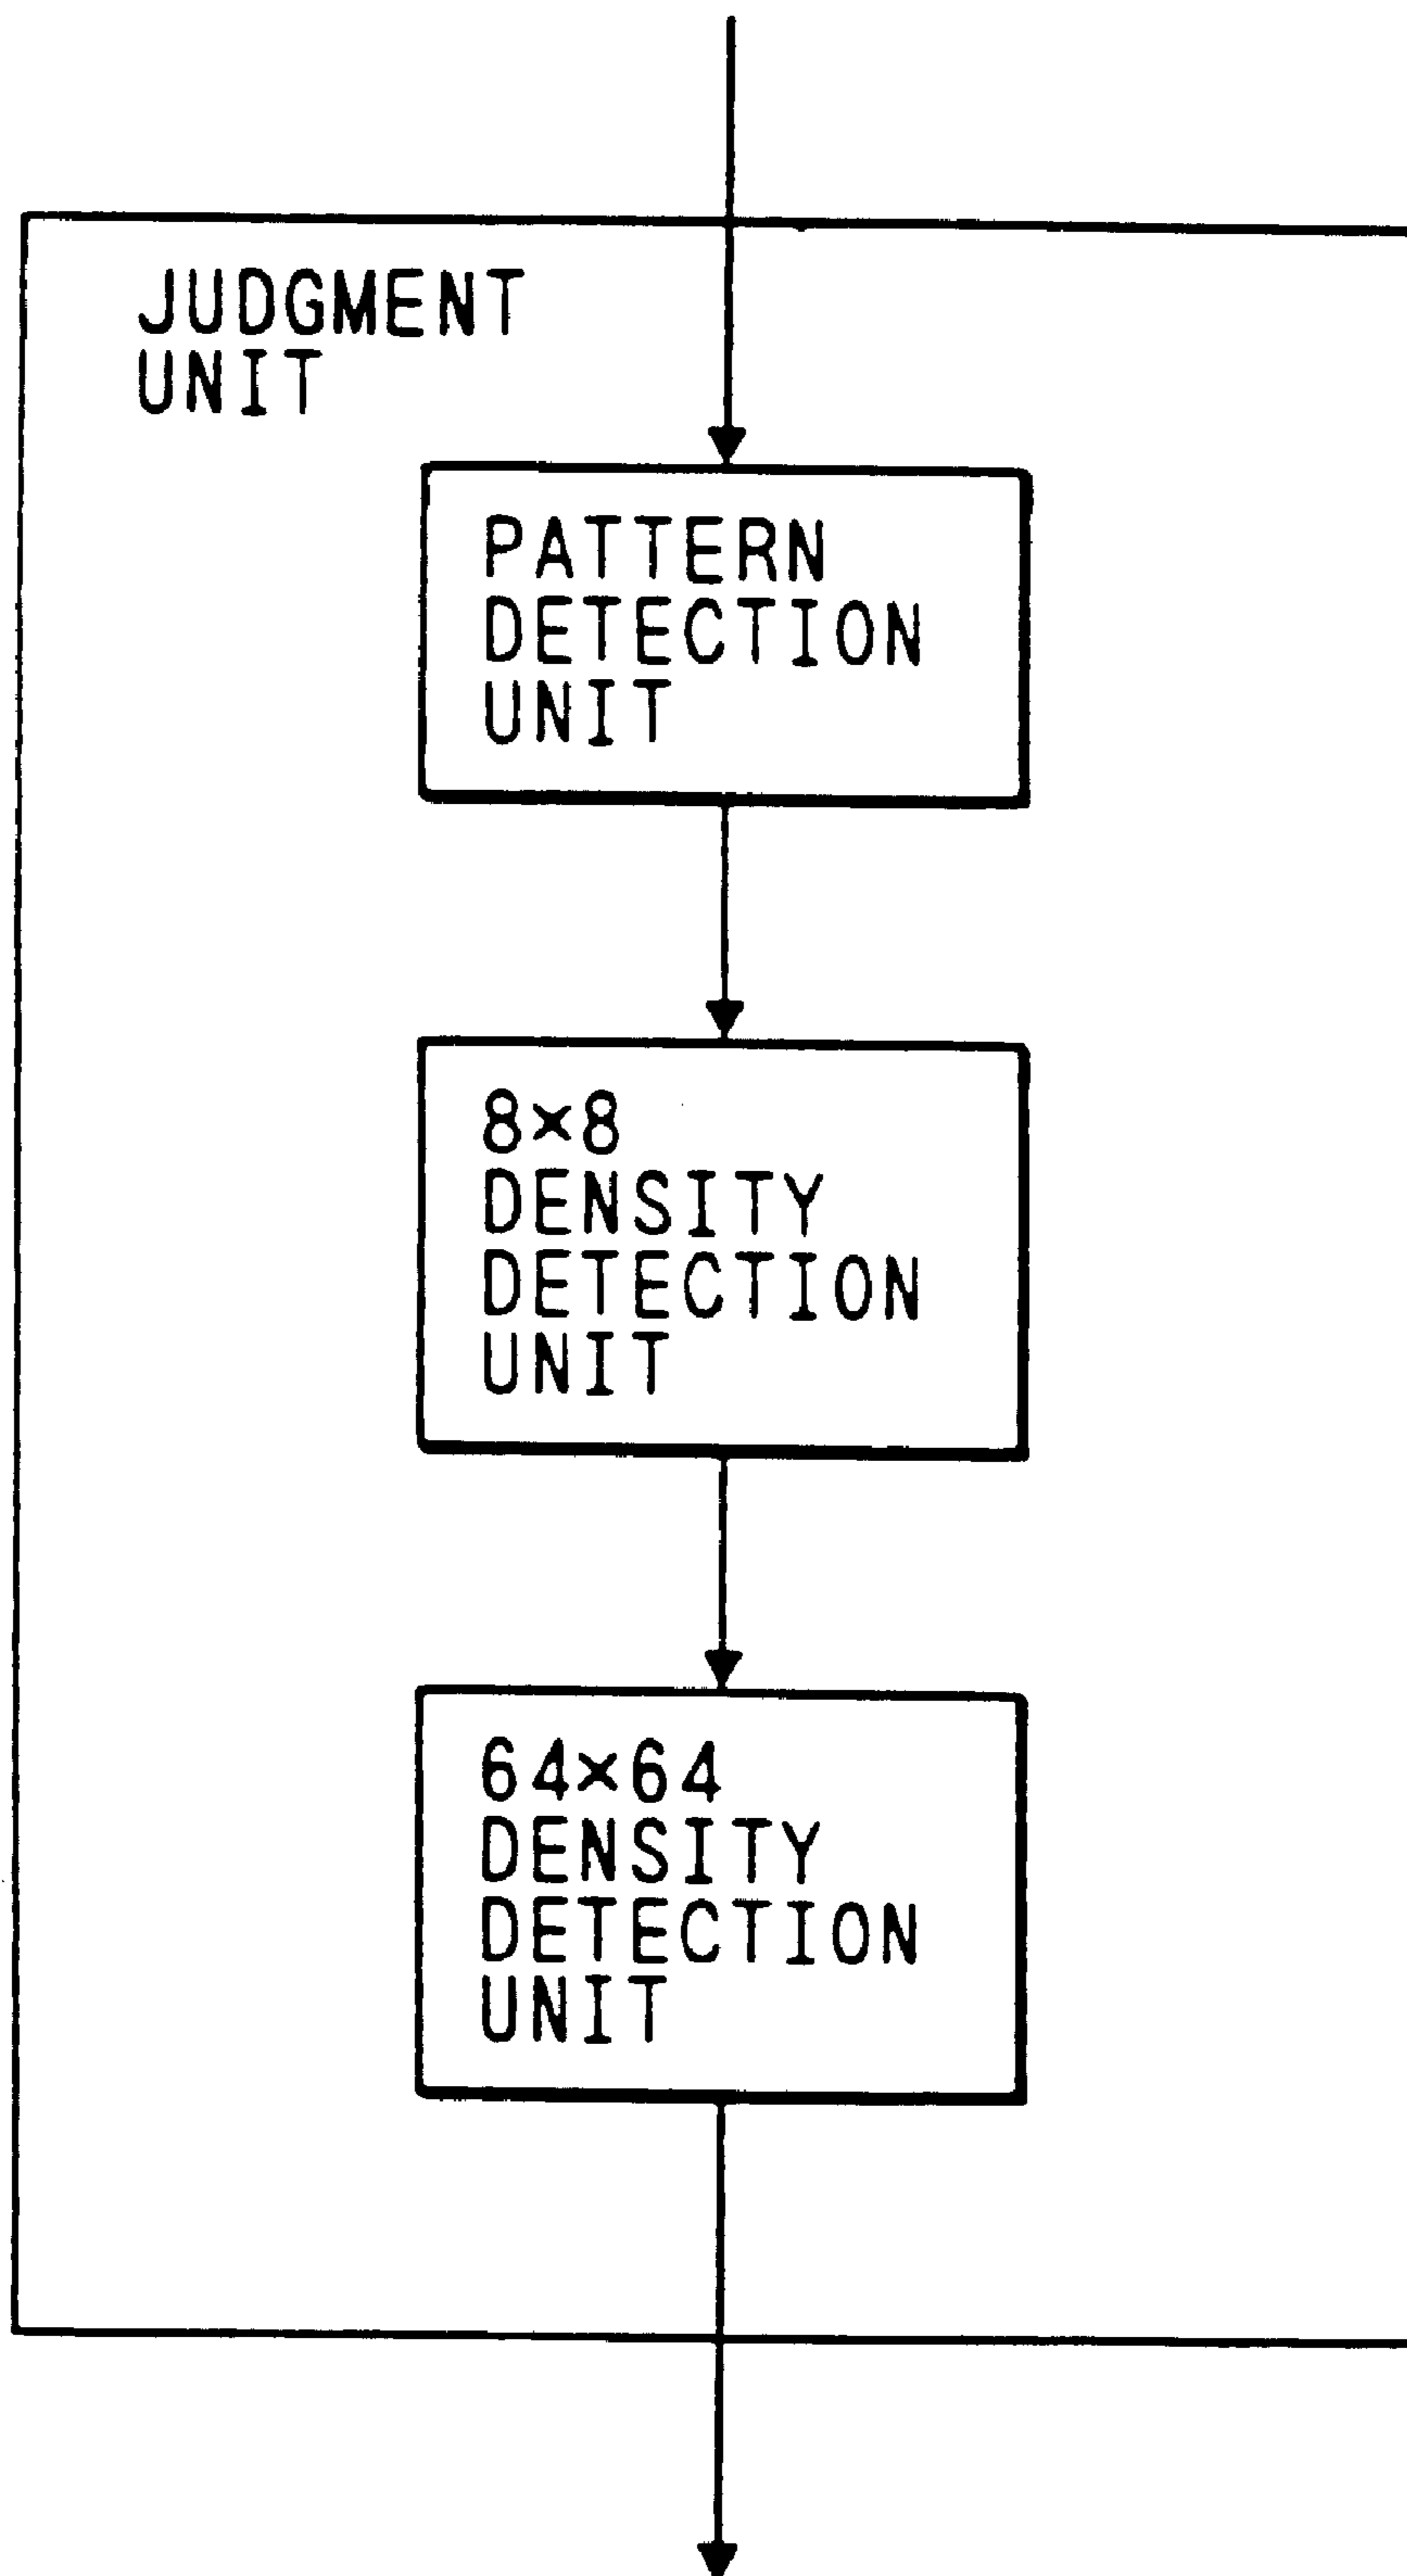 JUDGMENT
UNIT
PATTERN
DETECTION
UNIT
8×8
DENSITY
DETECTION
UNIT
64×64
DENSITY
DETECTION
UNIT